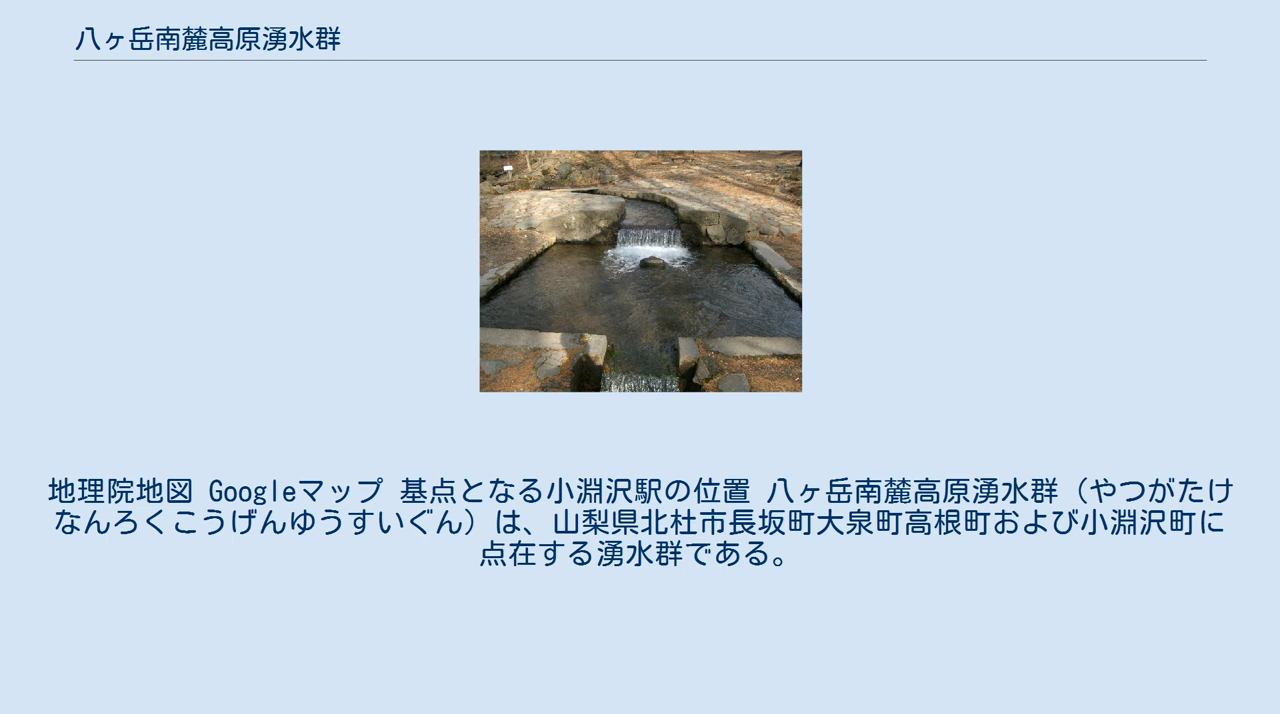 八ヶ岳南麓高原湧水群
地理院地図 Googleマップ 基点となる小淵沢駅の位置 八ヶ岳南麓高原湧水群（やつがたけ
なんろくこうげんゆうすいぐん）は、山梨県北杜市長坂町大泉町高根町および小淵沢町に
点在する湧水群である。